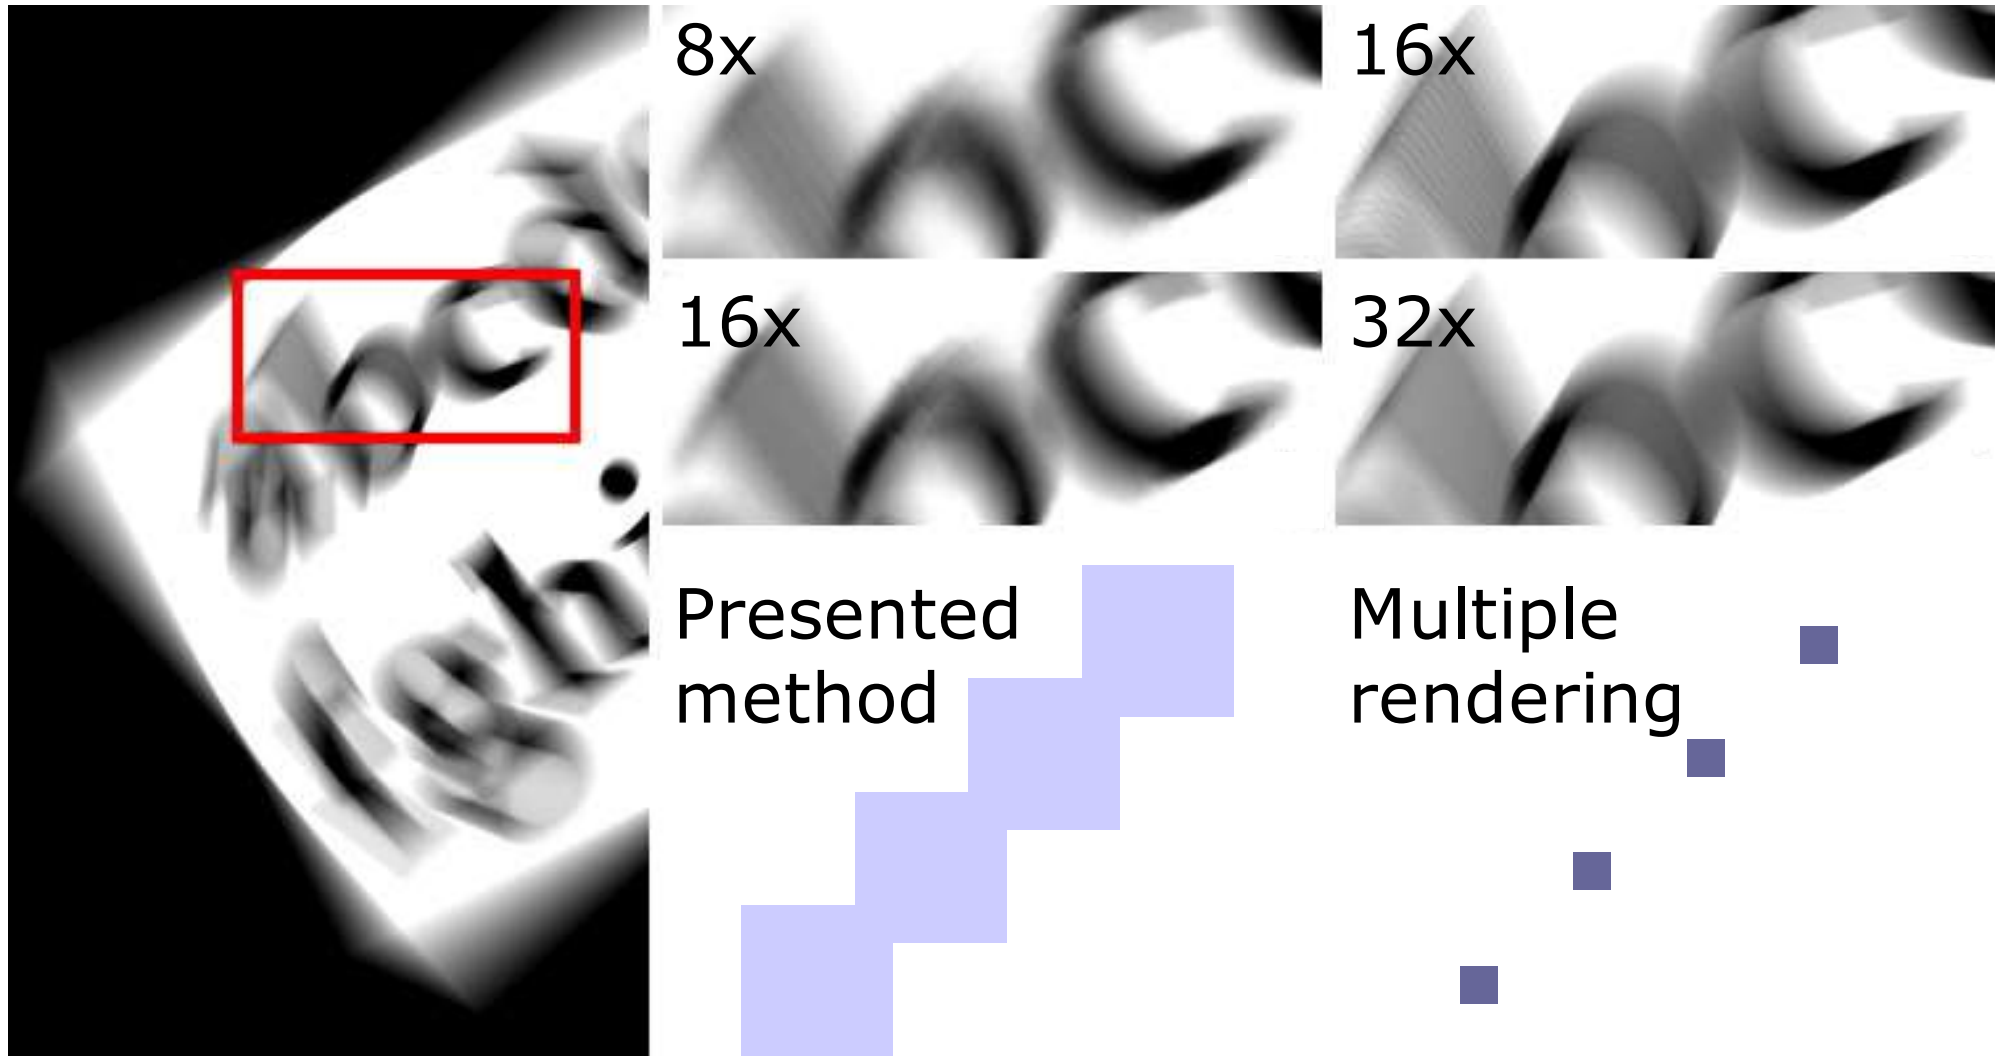 8x
16x
16x
32x
Presented
method
Multiple
rendering